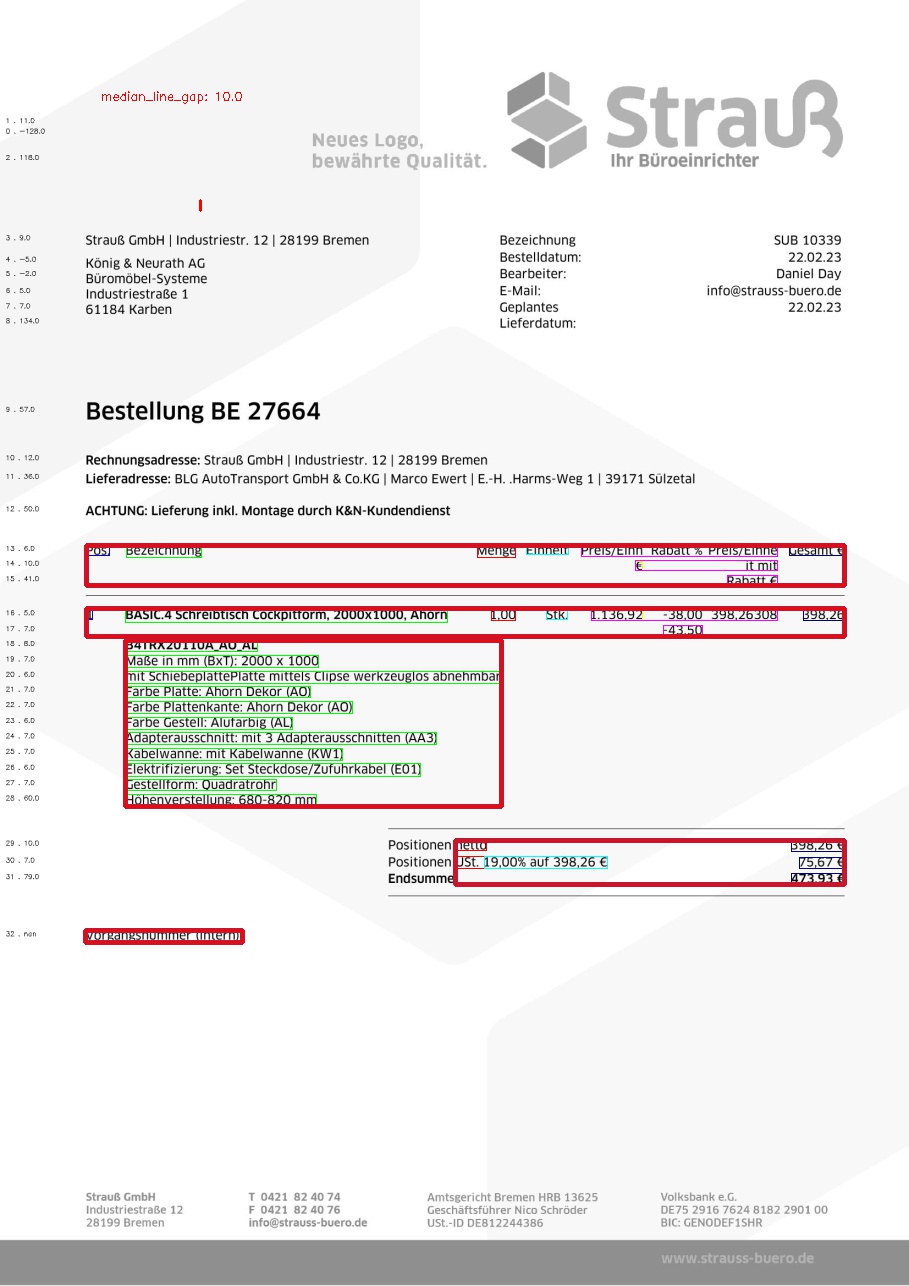 median_line_gap: 10.0
1 . 11.0
0 . -128.0
2 . 118.0
Neues Logo,
bewährte Qualität.
Strauß
Ihr Büroeinrichter
3 . 9.0
4 . -5.0
5 . -2.0
6 . 5.0
7 . 7.0
8 . 134.0
Strauß GmbH | Industriestr. 12 | 28199 Bremen
König & Neurath AG
Büromöbel-Systeme
Industriestraße 1
61184 Karben
Bezeichnung SUB 10339
Bestelldatum: 22.02.23
Bearbeiter: Daniel Day
E-Mail: info@strauss-buero.de
Geplantes 22.02.23
Lieferdatum:
9 . 57.0
Bestellung BE 27664
10 . 12.0
Rechnungsadresse: Strauß GmbH | Industriestr. 12 | 28199 Bremen
11 . 36.0
Lieferadresse: BLG AutoTransport GmbH & Co.KG | Marco Ewert | E.-H. .Harms-Weg 1 | 39171 Sülzetal
12 . 50.0
ACHTUNG: Lieferung inkl. Montage durch K&N-Kundendienst
13 . 6.0
Pos. Bezeichnung Menge Einheit Preis/Einh Rabatt % Preis/Einhe Gesamt €
14 . 10.0
€ it mit
15 . 41.0
Rabatt €
16 . 5.0
BASIC.4 Schreibtisch Cockpitform, 2000x1000, Ahorn 1,00 Stk. 1.136,92 -38,00 398,26308 398,26
17 . 7.0
-43,50
18 . 8.0
B4TRX20110A_AO_AL
19 . 7.0
Maße in mm (BxT): 2000 x 1000
20 . 6.0
mit SchiebeplattePlatte mittels Clipse werkzeuglos abnehmbar
21 . 7.0
Farbe Platte: Ahorn Dekor (AO)
22 . 7.0
Farbe Plattenkante: Ahorn Dekor (AO)
23 . 6.0
Farbe Gestell: Alufarbig (AL)
24 . 7.0
Adapterausschnitt: mit 3 Adapterausschnitten (AA3)
25 . 7.0
Kabelwanne: mit Kabelwanne (KW1)
26 . 6.0
Elektrifizierung: Set Steckdose/Zufuhrkabel (E01)
27 . 7.0
Gestellform: Quadratrohr
28 . 60.0
Höhenverstellung: 680-820 mm
29 . 10.0
Positionen netto 398,26 €
30 . 7.0
Positionen USt. 19,00% auf 398,26 € 75,67 €
31 . 79.0
Endsumme 473,93 €
32 . nan
Vorgangsnummer (intern)
Strauß GmbH
Industriestraße 12
28199 Bremen
T 0421 82 40 74
F 0421 82 40 76
info@strauss-buero.de
Amtsgericht Bremen HRB 13625
Geschäftsführer Nico Schröder
USt.-ID DE812244386
Volksbank e.G.
DE75 2916 7624 8182 2901 00
BIC: GENODEF1SHR
www.strauss-buero.de